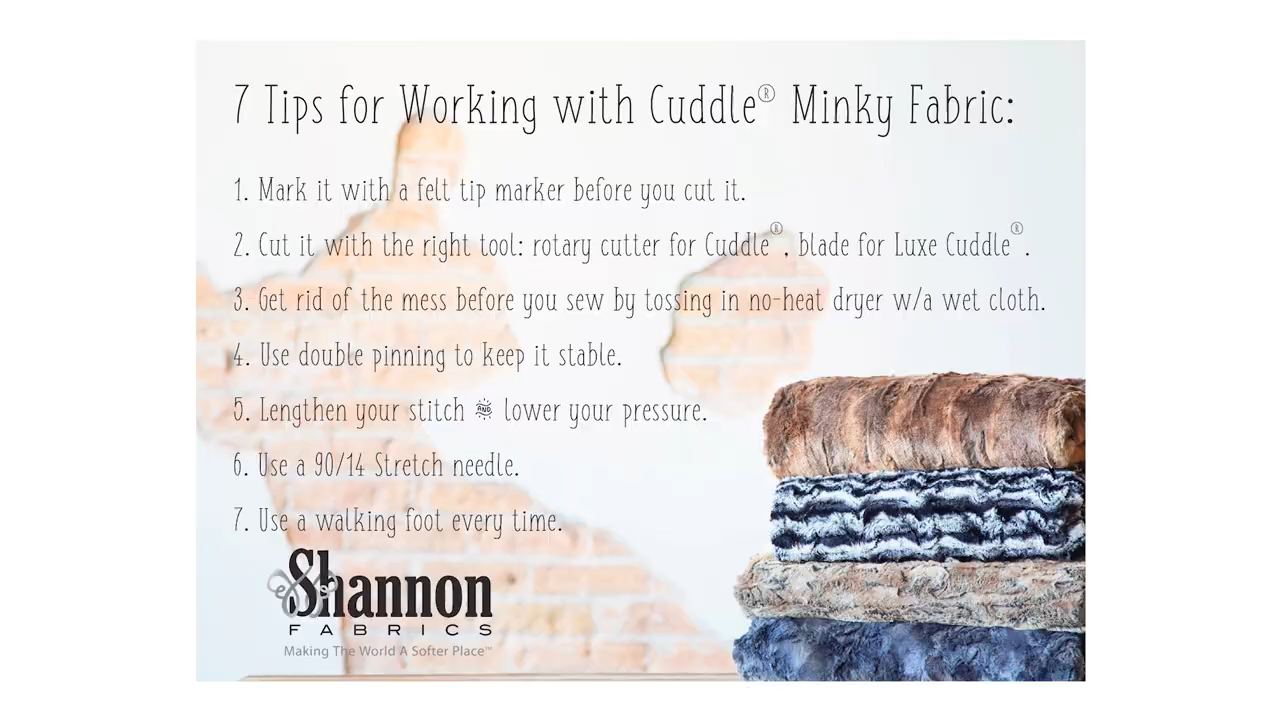 7 Tips for Working with Cuddle® Minky Fabric:
1. Mark it with a felt tip marker before you cut it.
2. Cut it with the right tool: rotary cutter for Cuddle®, blade for Luxe Cuddle®.
3. Get rid of the mess before you sew by tossing in no-heat dryer w/a wet cloth.
4. Use double pinning to keep it stable.
5. Lengthen your stitch AND lower your pressure.
6. Use a 90/14 Stretch needle.
7. Use a walking foot every time.
Shannon
FABRICS
Making The World A Softer Place™